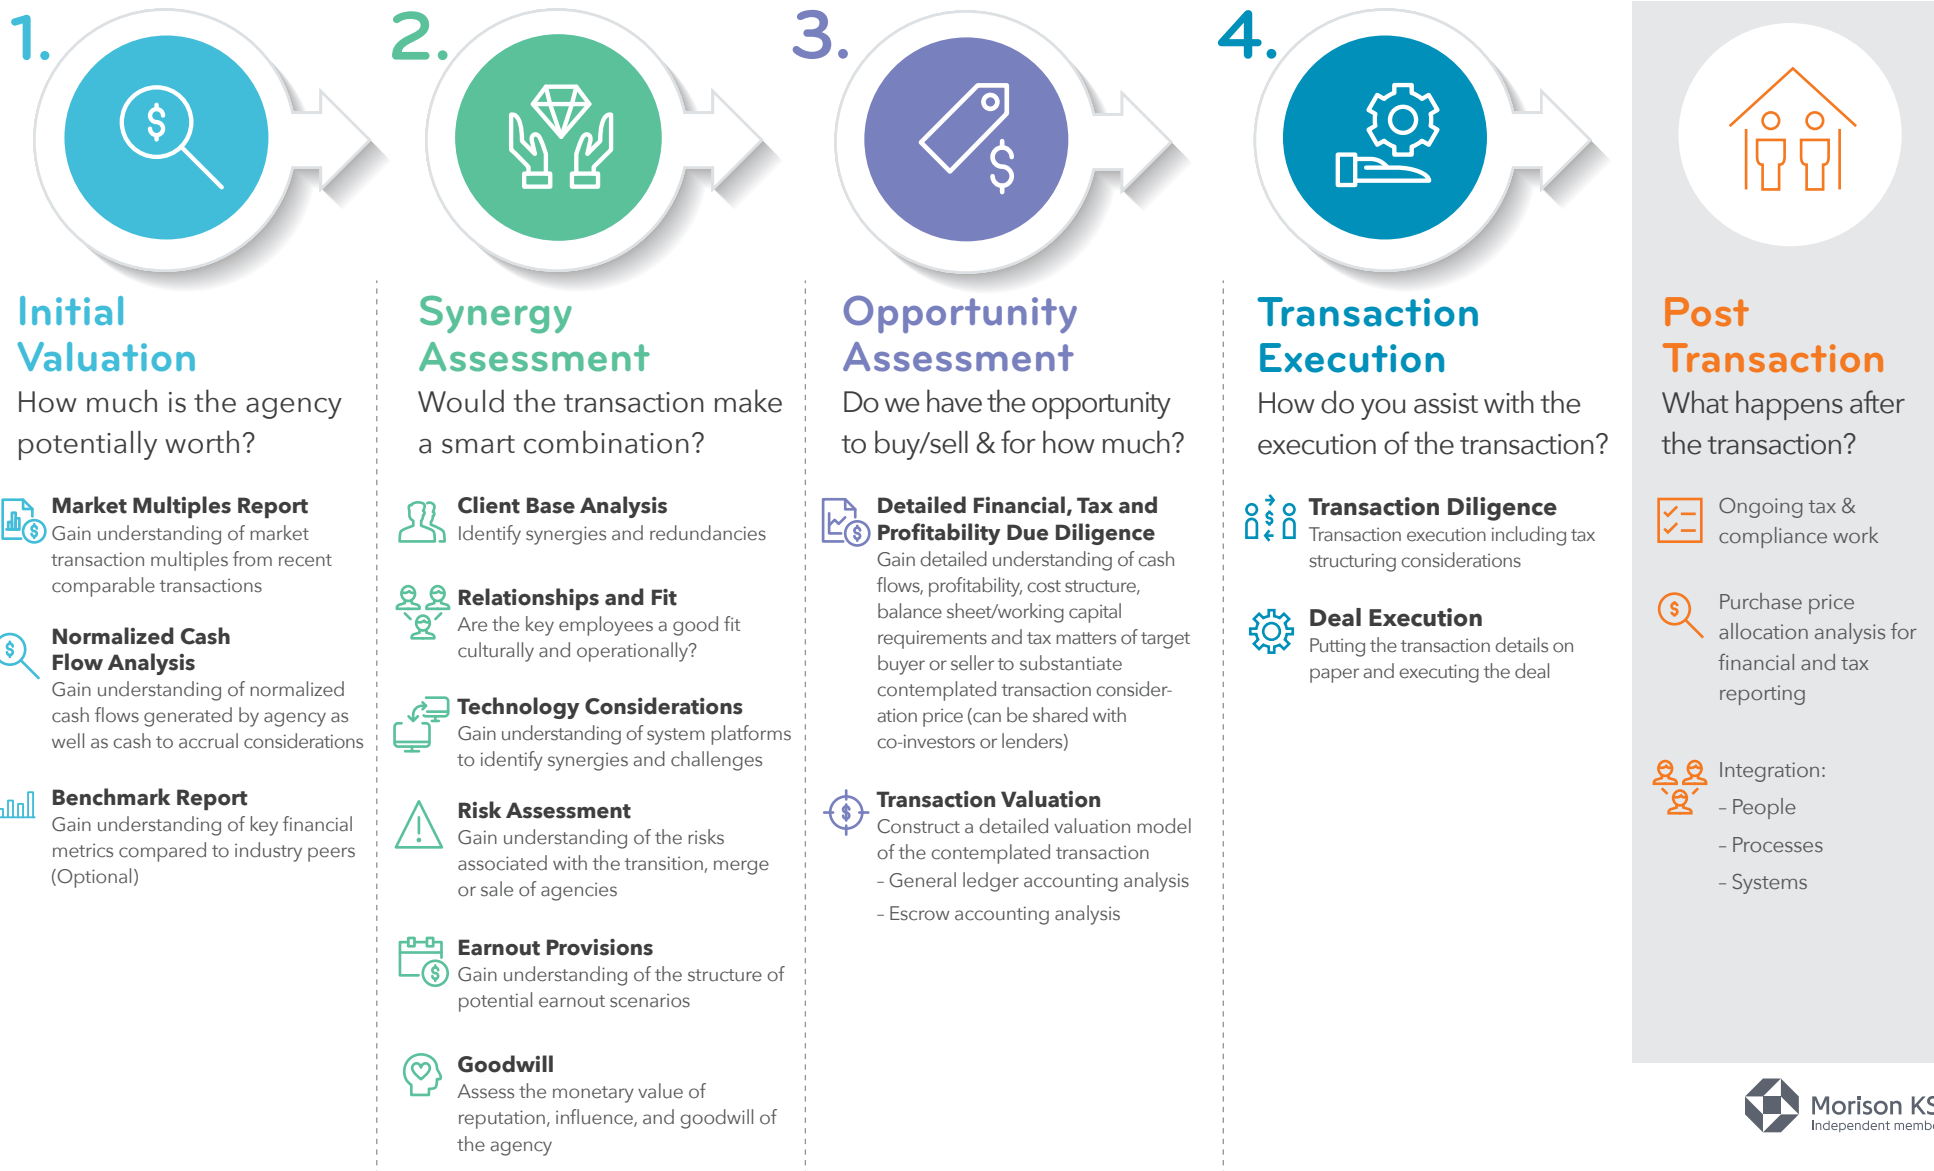 1.
Initial
Valuation
How much is the agency
potentially worth?
Market Multiples Report
Gain understanding of market
transaction multiples from recent
comparable transactions
Normalized Cash
Flow Analysis
Gain understanding of normalized
cash flows generated by agency as
well as cash to accrual considerations
Benchmark Report
Gain understanding of key financial
metrics compared to industry peers
(Optional)
2.
Synergy
Assessment
Would the transaction make
a smart combination?
Client Base Analysis
Identify synergies and redundancies
Relationships and Fit
Are the key employees a good fit
culturally and operationally?
Technology Considerations
Gain understanding of system platforms
to identify synergies and challenges
Risk Assessment
Gain understanding of the risks
associated with the transition, merge
or sale of agencies
Earnout Provisions
Gain understanding of the structure of
potential earnout scenarios
Goodwill
Assess the monetary value of
reputation, influence, and goodwill of
the agency
3.
Opportunity
Assessment
Do we have the opportunity
to buy/sell & for how much?
Detailed Financial, Tax and
Profitability Due Diligence
Gain detailed understanding of cash
flows, profitability, cost structure,
balance sheet/working capital
requirements and tax matters of target
buyer or seller to substantiate
contemplated transaction consider-
ation price (can be shared with
co-investors or lenders)
Transaction Valuation
Construct a detailed valuation model
of the contemplated transaction
– General ledger accounting analysis
– Escrow accounting analysis
4.
Transaction
Execution
How do you assist with the
execution of the transaction?
Transaction Diligence
Transaction execution including tax
structuring considerations
Deal Execution
Putting the transaction details on
paper and executing the deal
Post
Transaction
What happens after
the transaction?
Ongoing tax &
compliance work
Purchase price
allocation analysis for
financial and tax
reporting
Integration:
– People
– Processes
– Systems
Morison
Independent